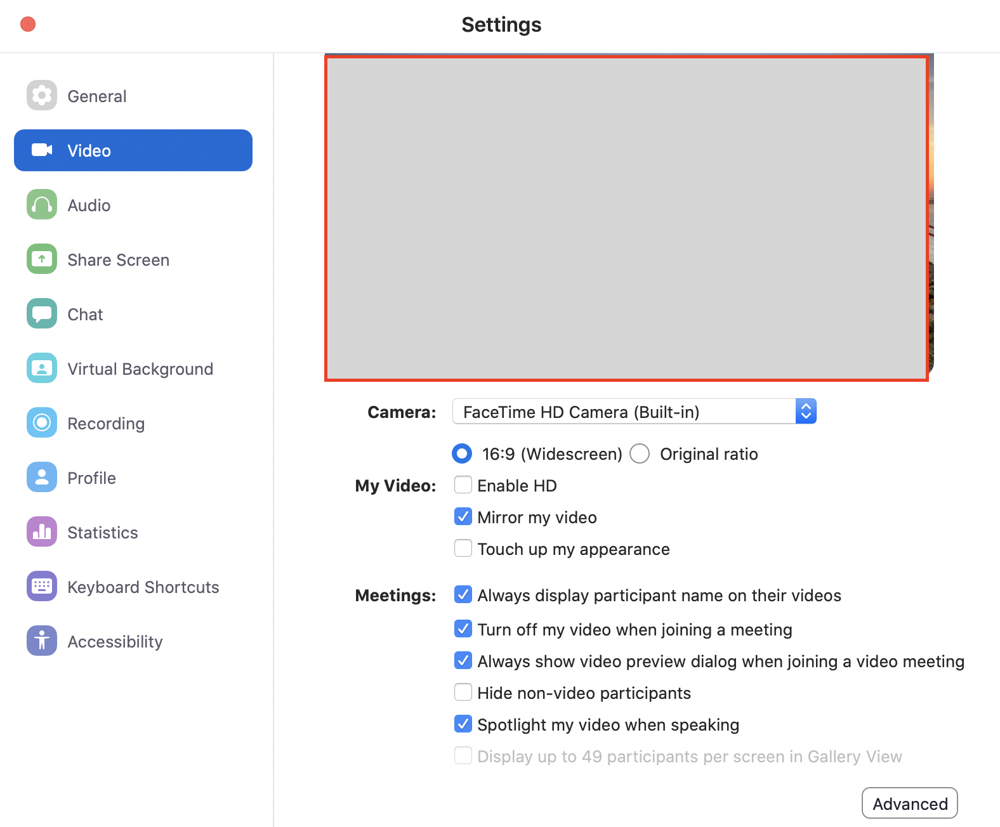 Settings
General
Video
Audio
Share Screen
Chat
Virtual Background
Recording
Profile
Statistics
Keyboard Shortcuts
Accessibility
Camera: FaceTime HD Camera (Built-in)
16:9 (Widescreen) Original ratio
My Video: Enable HD
Mirror my video
Touch up my appearance
Meetings: Always display participant name on their videos
Turn off my video when joining a meeting
Always show video preview dialog when joining a video meeting
Hide non-video participants
Spotlight my video when speaking
Display up to 49 participants per screen in Gallery View
Advanced